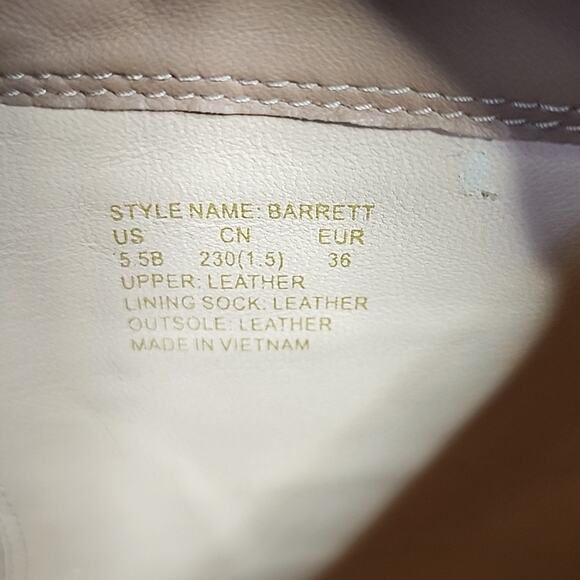 STYLE NAME: BARRETT
US CN EUR
5.5B 230(1.5) 36
UPPER: LEATHER
LINING SOCK: LEATHER
OUTSOLE: LEATHER
MADE IN VIETNAM